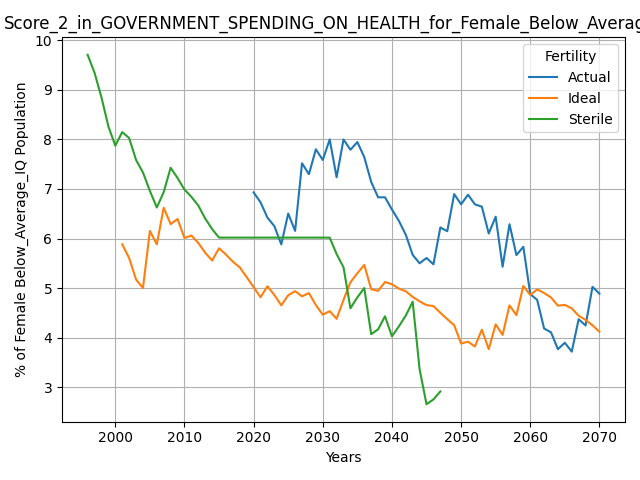 Score_2_in_GOVERNMENT_SPENDING_ON_HEALTH_for_Female_Below_Averag
% of Female Below_Average_IQ Population
10
9
8
7
6
5
4
3
Fertility
Actual
Ideal
Sterile
2000 2010 2020 2030 2040 2050 2060 2070
Years